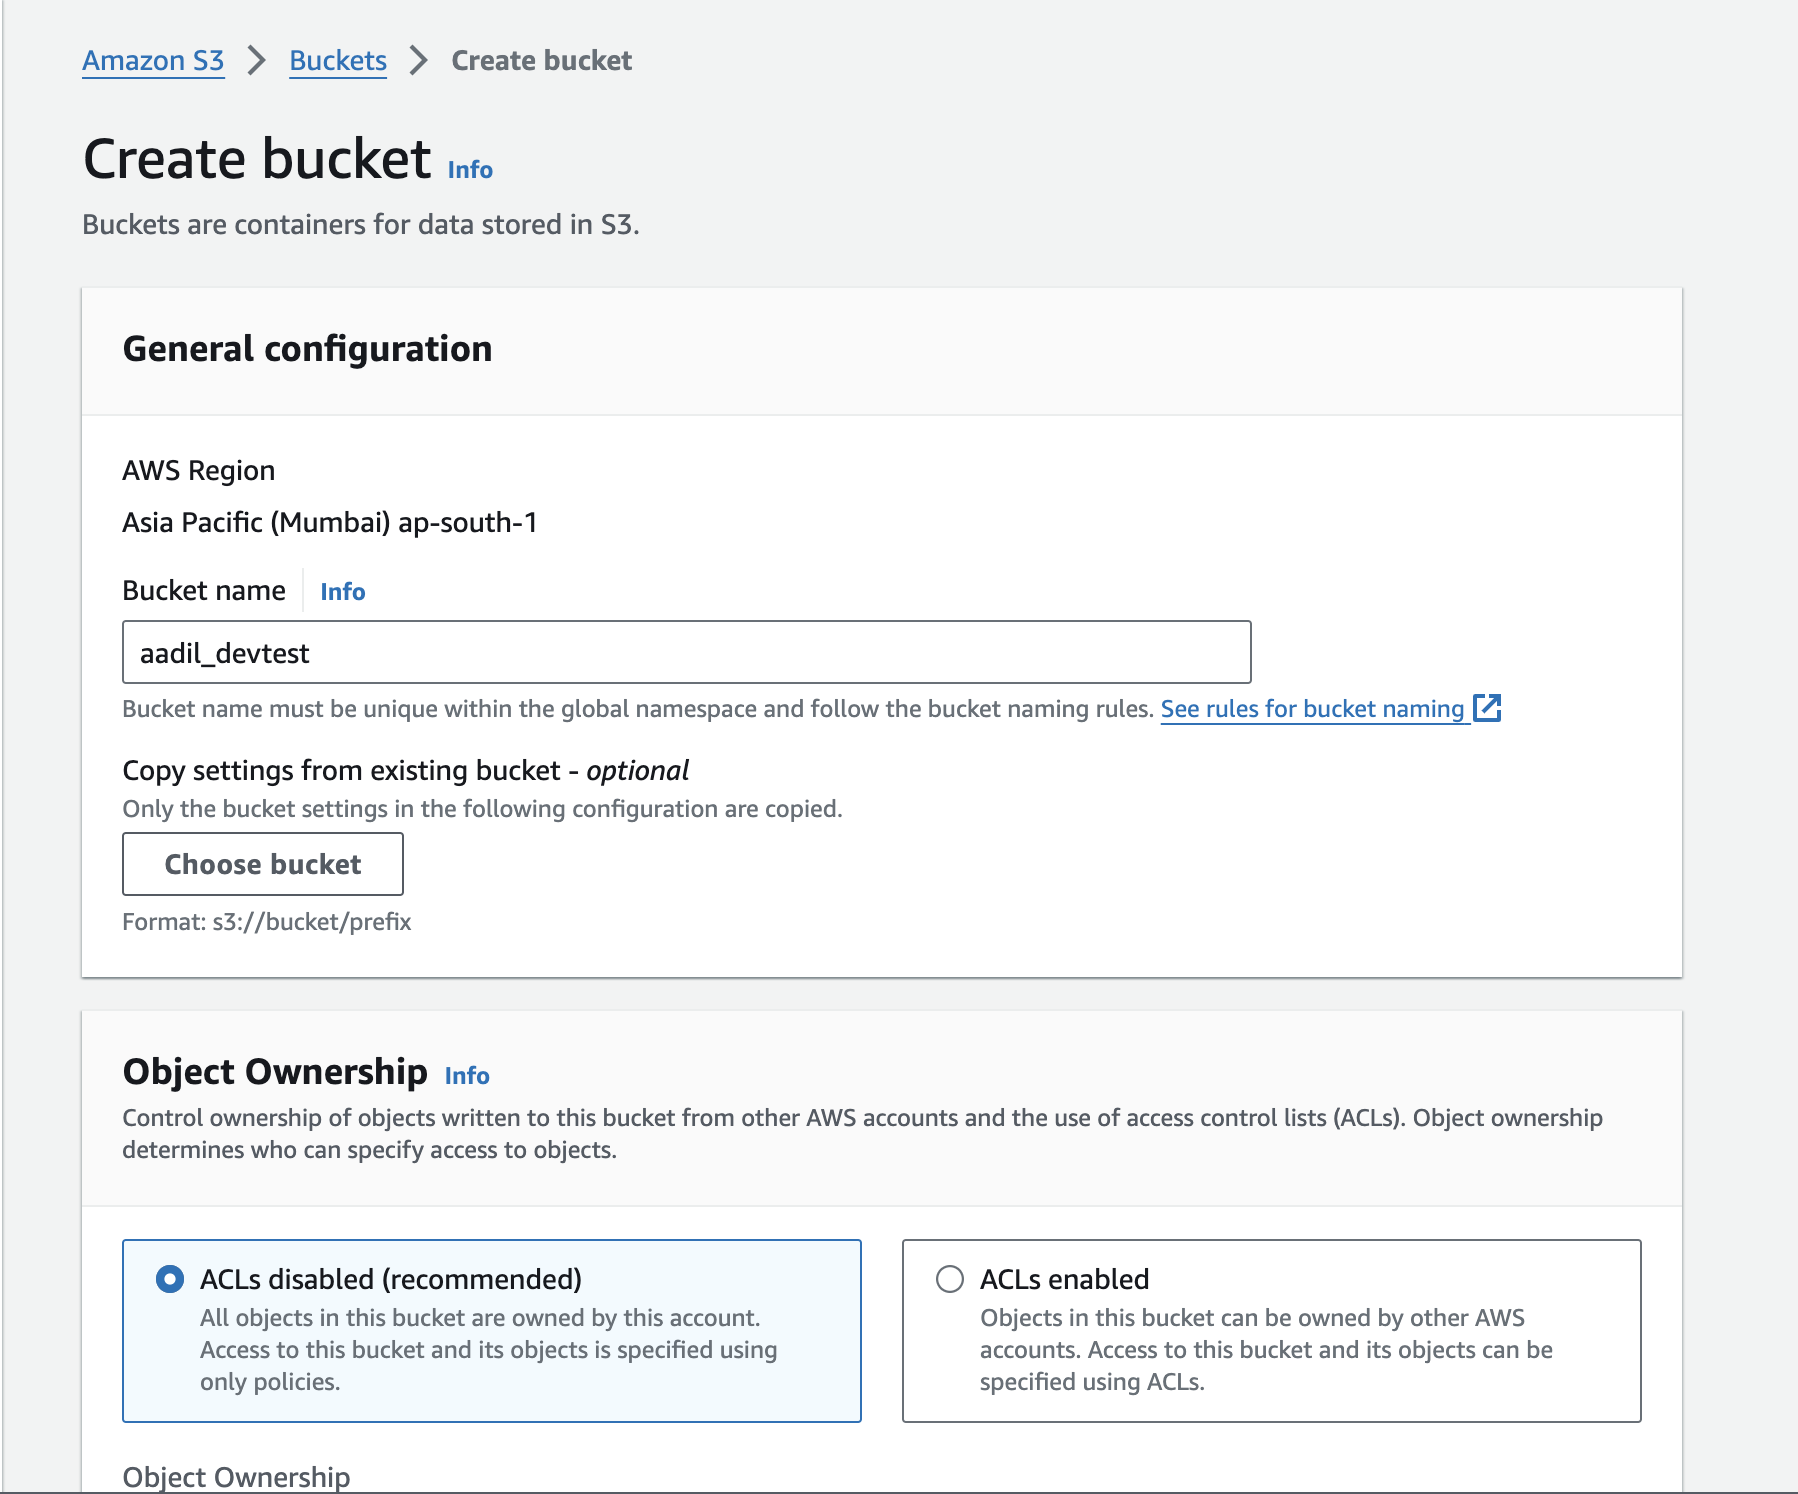 Amazon S3 > Buckets > Create bucket
Create bucket Info
Buckets are containers for data stored in S3.
General configuration
AWS Region
Asia Pacific (Mumbai) ap-south-1
Bucket name Info
aadil_devtest
Bucket name must be unique within the global namespace and follow the bucket naming rules. See rules for bucket naming
Copy settings from existing bucket - optional
Only the bucket settings in the following configuration are copied.
Choose bucket
Format: s3://bucket/prefix
Object Ownership Info
Control ownership of objects written to this bucket from other AWS accounts and the use of access control lists (ACLs). Object ownership
determines who can specify access to objects.
ACLs disabled (recommended)
All objects in this bucket are owned by this account.
Access to this bucket and its objects is specified using
only policies.
ACLs enabled
Objects in this bucket can be owned by other AWS
accounts. Access to this bucket and its objects can be
specified using ACLs.
Object Ownership